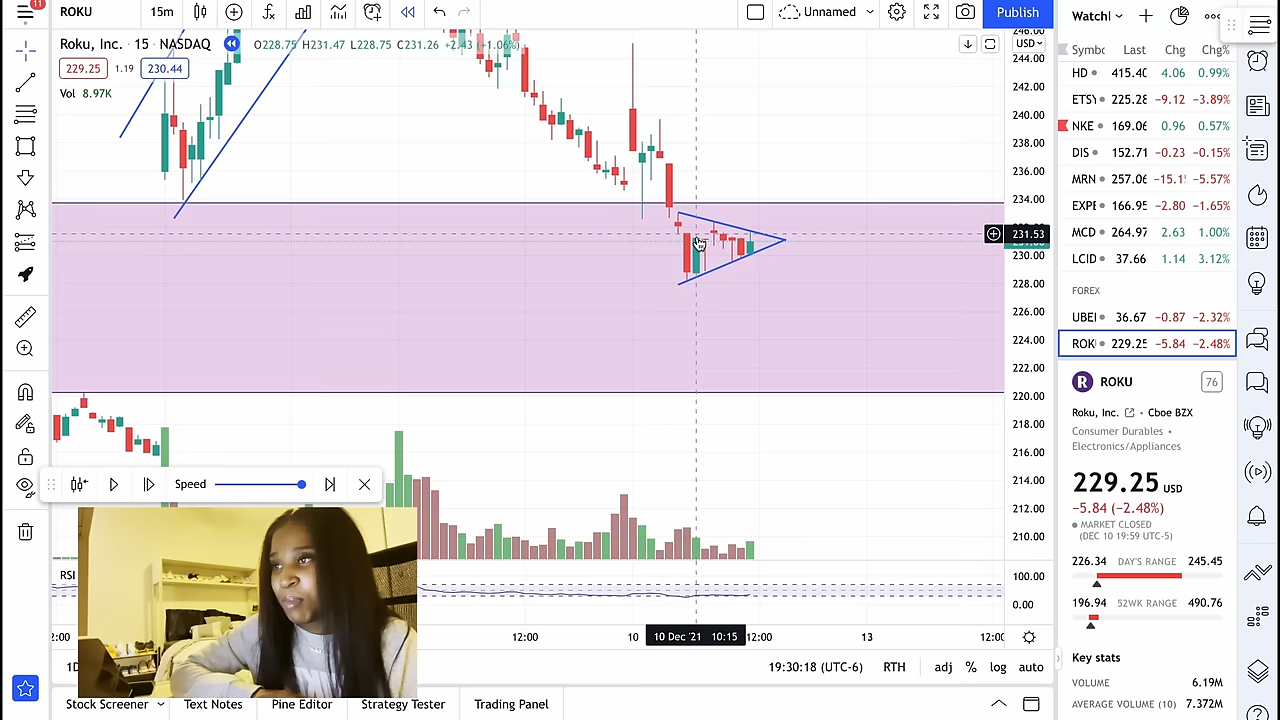 11
ROKU
15m
Unnamed
Publish
Roku, Inc. · 15 · NASDAQ
O228.75 H231.47 L228.75 C231.26 +2.43 (+1.06%)
229.25 1.19 230.44
Vol 8.97K
USD
246.00
244.00
242.00
240.00
238.00
236.00
234.00
231.53
230.00
228.00
226.00
224.00
222.00
220.00
218.00
216.00
214.00
212.00
210.00
100.00
0.00
Speed
RSI
12:00
10
10 Dec '21 10:15
12:00
13
19:30:18 (UTC-6)
RTH
adj
%
log
auto
1D
Stock Screener
Text Notes
Pine Editor
Strategy Tester
Trading Panel
Watchl
Symbc Last Chg Chg%
HD 415.40 4.06 0.99%
ETSY 225.28 −9.12 −3.89%
NKE 169.06 0.96 0.57%
DIS 152.71 −0.23 −0.15%
MRN 257.06 −15.1 −5.57%
EXPE 166.95 −2.80 −1.65%
MCD 264.97 2.63 1.00%
LCID 37.66 1.14 3.12%
FOREX
UBEI 36.67 −0.87 −2.32%
ROK 229.25 −5.84 −2.48%
R ROKU 76
Roku, Inc. • Cboe BZX
Consumer Durables •
Electronics/Appliances
229.25 USD
−5.84 (−2.48%)
MARKET CLOSED
(DEC 10 19:59 UTC-5)
226.34 DAY'S RANGE 245.45
196.94 52WK RANGE 490.76
Key stats
VOLUME 6.19M
AVERAGE VOLUME (10) 7.372M